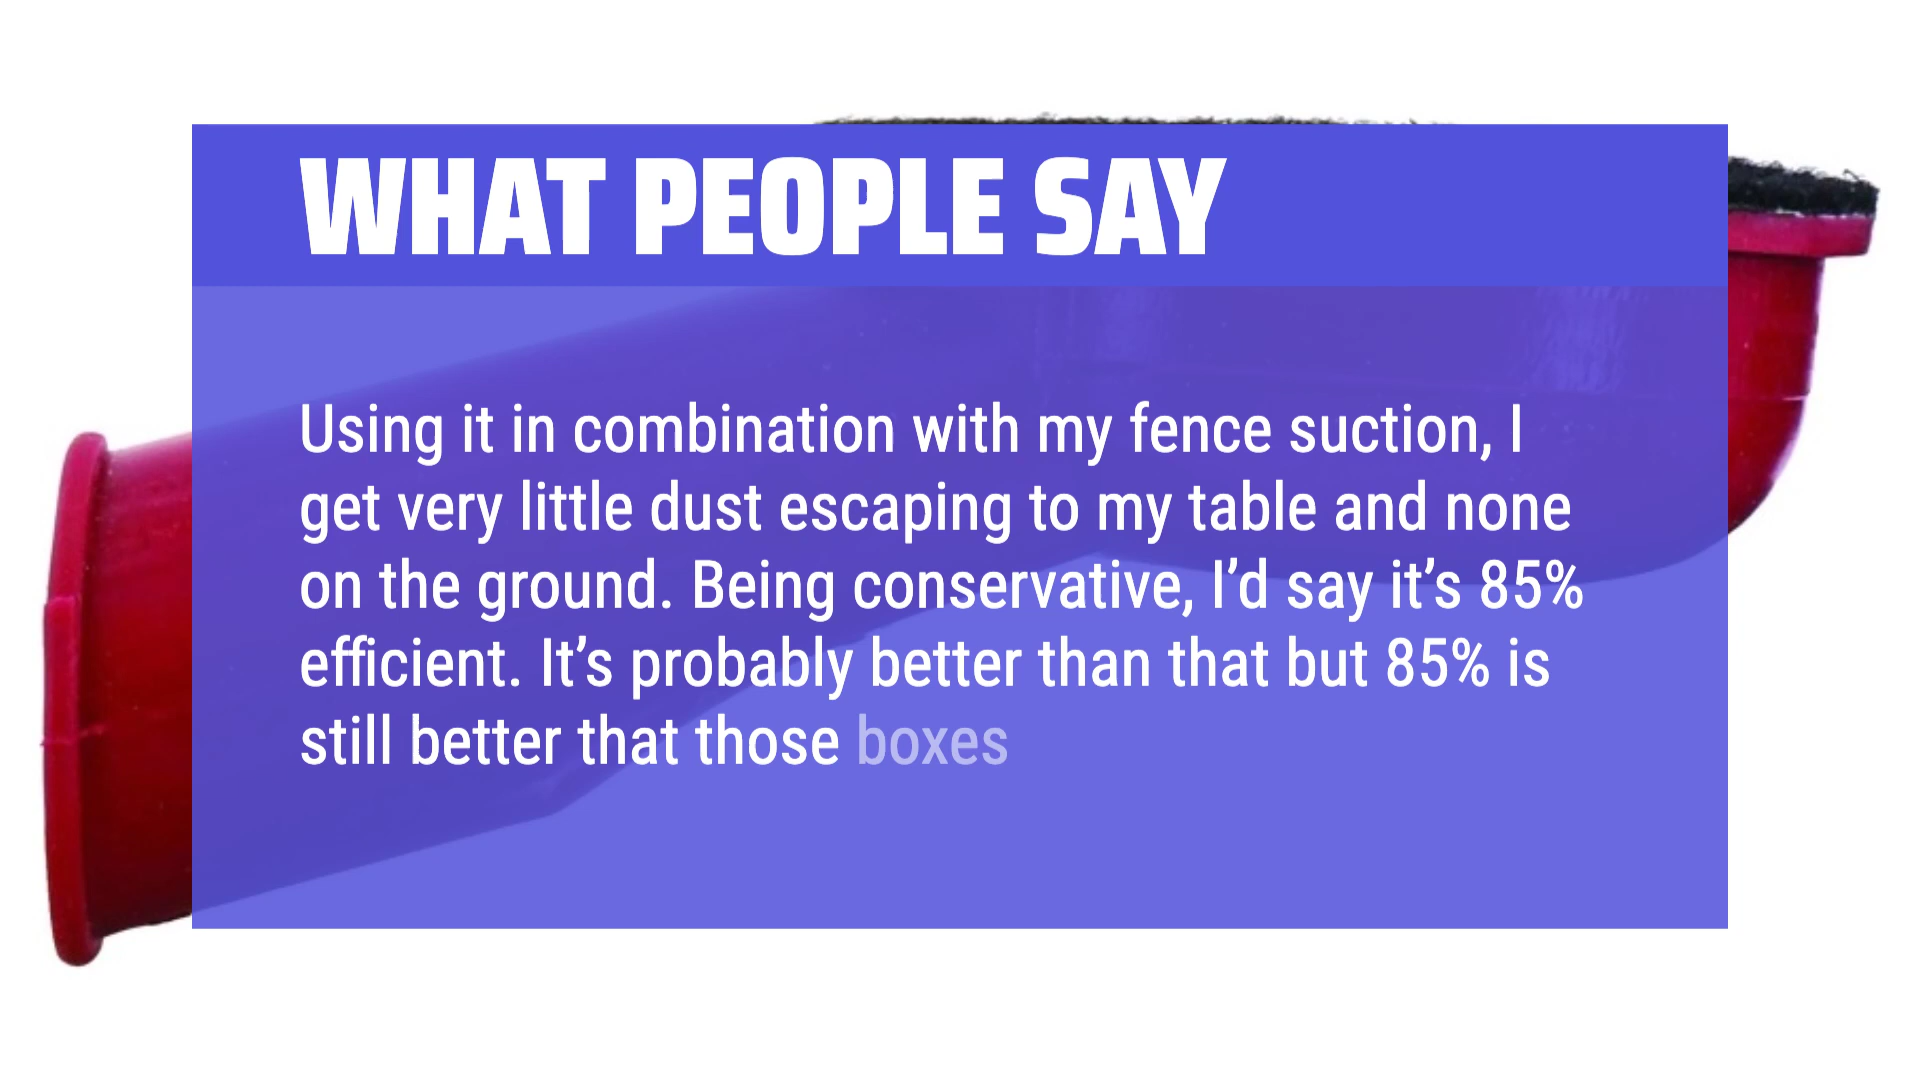 WHAT PEOPLE SAY
Using it in combination with my fence suction, I
get very little dust escaping to my table and none
on the ground. Being conservative, I’d say it’s 85%
efficient. It’s probably better than that but 85% is
still better that those boxes